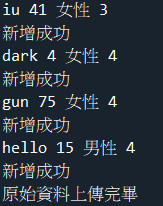 iu 41 女性 3
新增成功
dark 4 女性 4
新增成功
gun 75 女性 4
新增成功
hello 15 男性 4
新增成功
原始資料上傳完畢